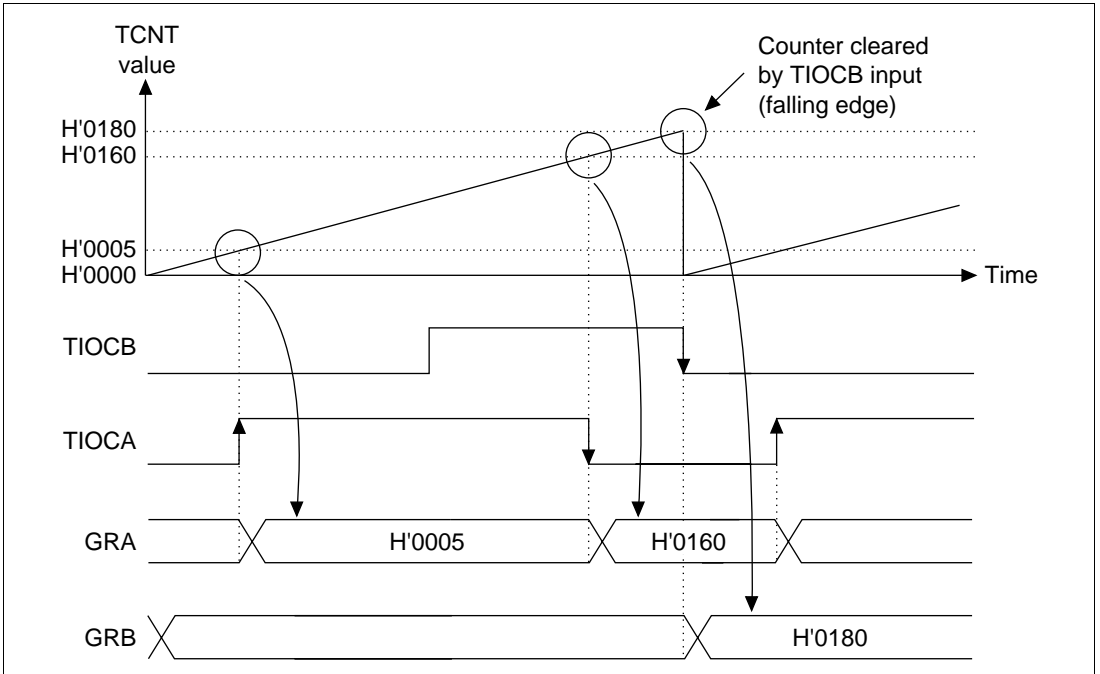 TCNT
value
Counter cleared
by TIOCB input
(falling edge)
H'0180
H'0160
H'0005
H'0000
Time
TIOCB
TIOCA
GRA
H'0005
H'0160
GRB
H'0180